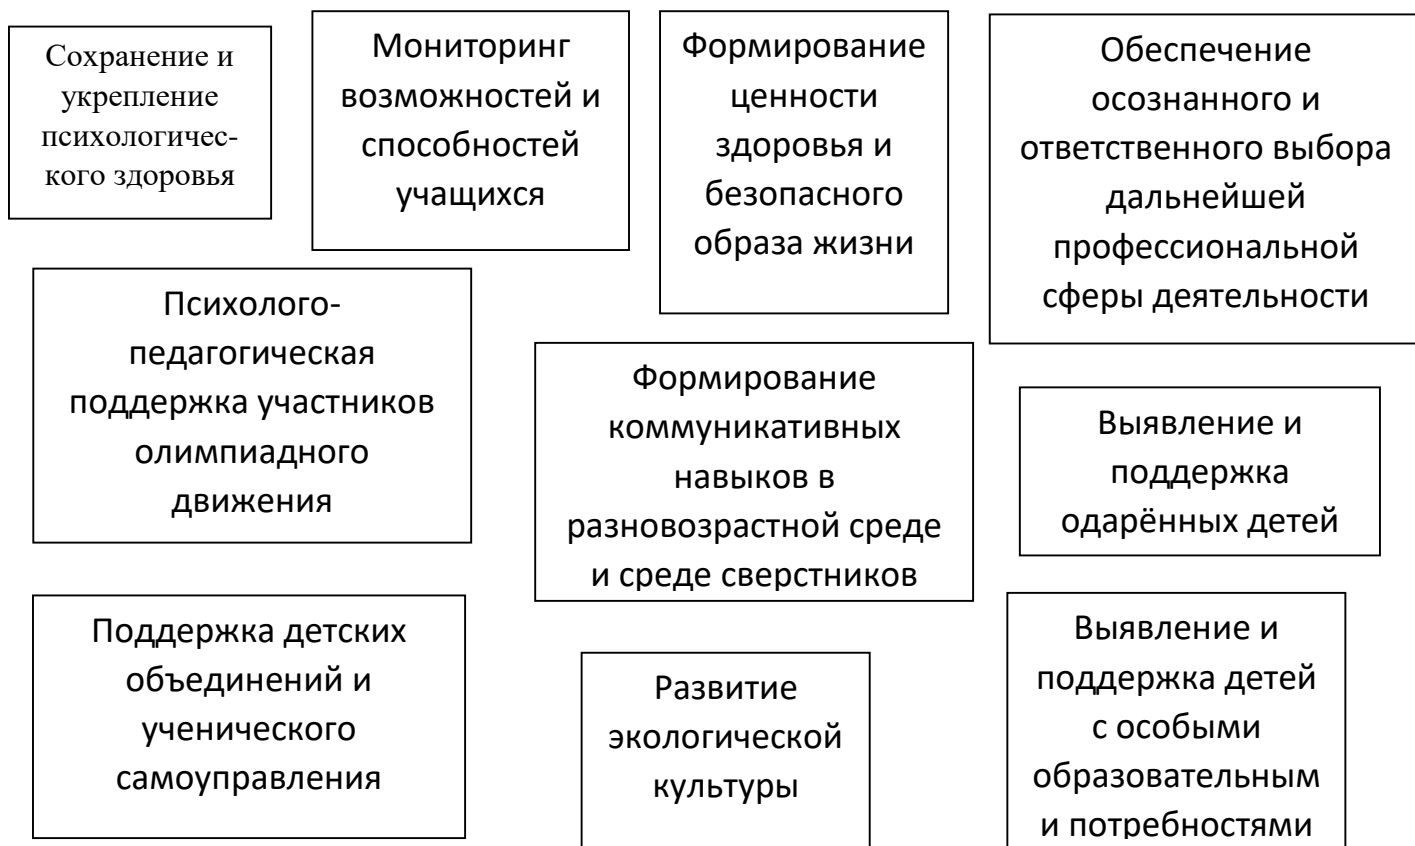 Сохранение и
укрепление
психологичес-
кого здоровья
Мониторинг
возможностей и
способностей
учащихся
Формирование
ценности
здоровья и
безопасного
образа жизни
Обеспечение
осознанного и
ответственного выбора
дальнейшей
профессиональной
сферы деятельности
Психолого-
педагогическая
поддержка участников
олимпиадного
движения
Формирование
коммуникативных
навыков в
разновозрастной среде
и среде сверстников
Выявление и
поддержка
одарённых детей
Поддержка детских
объединений и
ученического
самоуправления
Развитие
экологической
культуры
Выявление и
поддержка детей
с особыми
образовательным
и потребностями